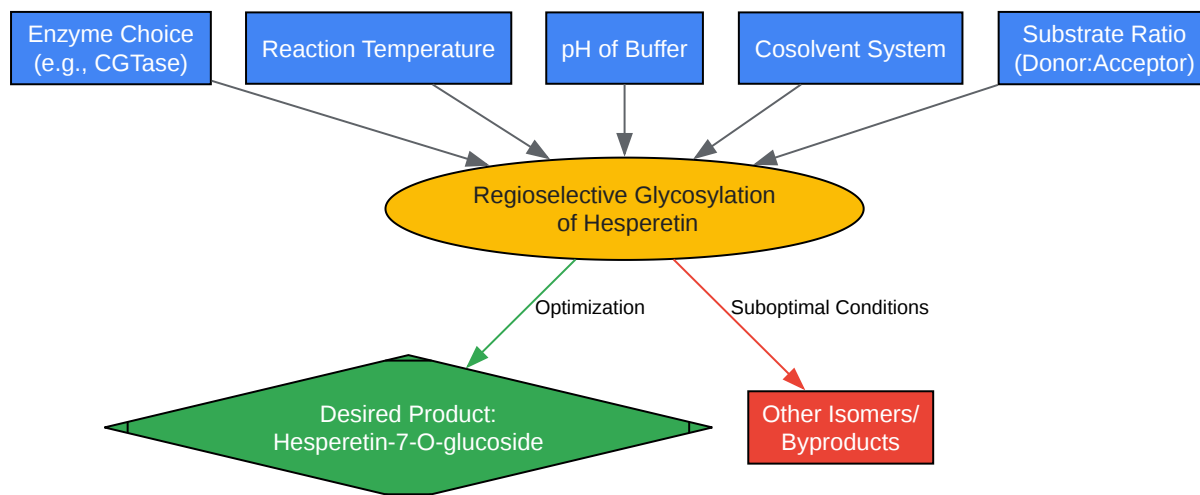 Enzyme Choice
(e.g., CGTase)
Reaction Temperature
pH of Buffer
Cosolvent System
Substrate Ratio
(Donor:Acceptor)
Regioselective Glycosylation
of Hesperetin
Optimization
Suboptimal Conditions
Desired Product:
Hesperetin-7-O-glucoside
Other Isomers/
Byproducts